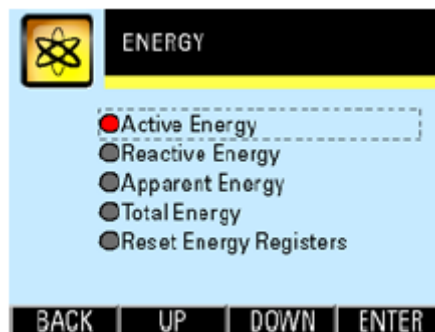 ENERGY
Active Energy
Reactive Energy
Apparent Energy
Total Energy
Reset Energy Registers
BACK UP DOWN ENTER